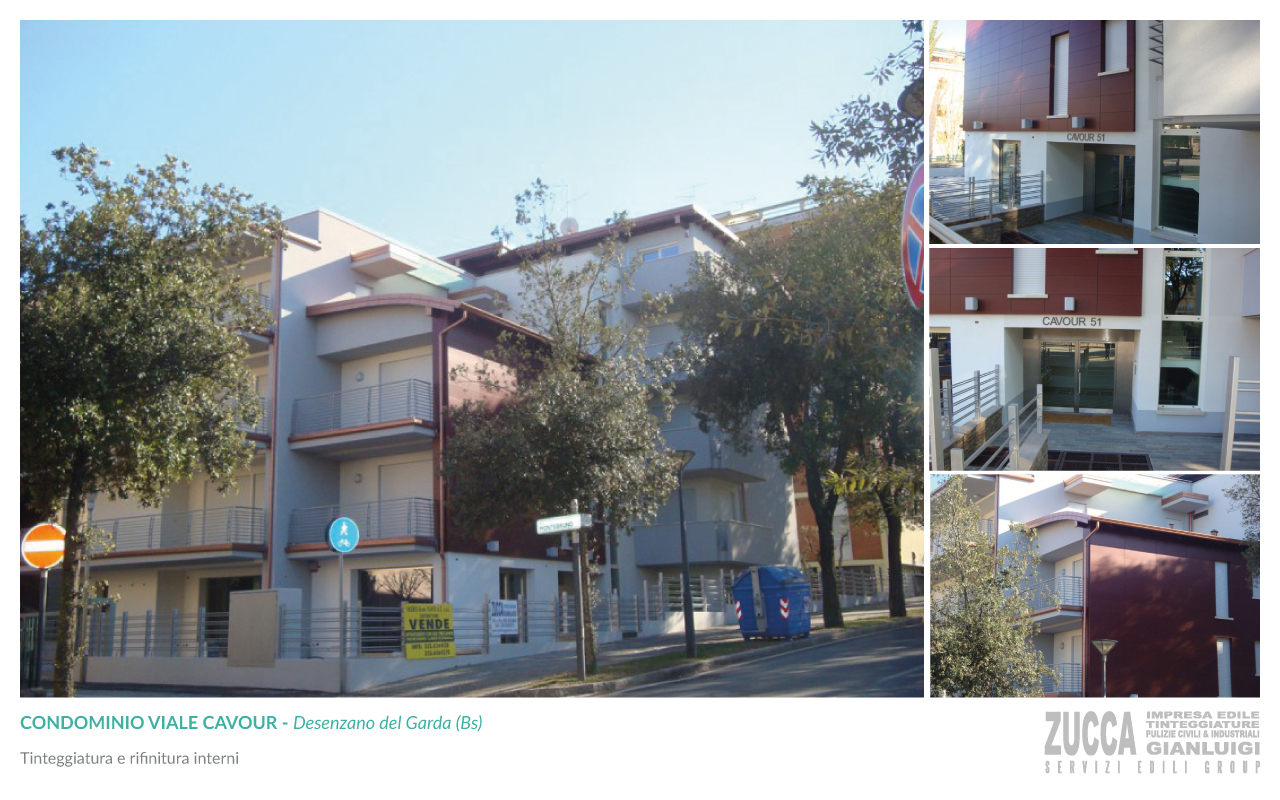 CAVOUR 51
CAVOUR 51
VENDE
CONDOMINIO VIALE CAVOUR - Desenzano del Garda (Bs)
Tinteggiatura e rifinitura interni
ZUCCA
IMPRESA EDILE
TINTEGGIATURE
PULIZIE CIVILI & INDUSTRIALI
GIANLUIGI
SERVIZI EDILI GROUP